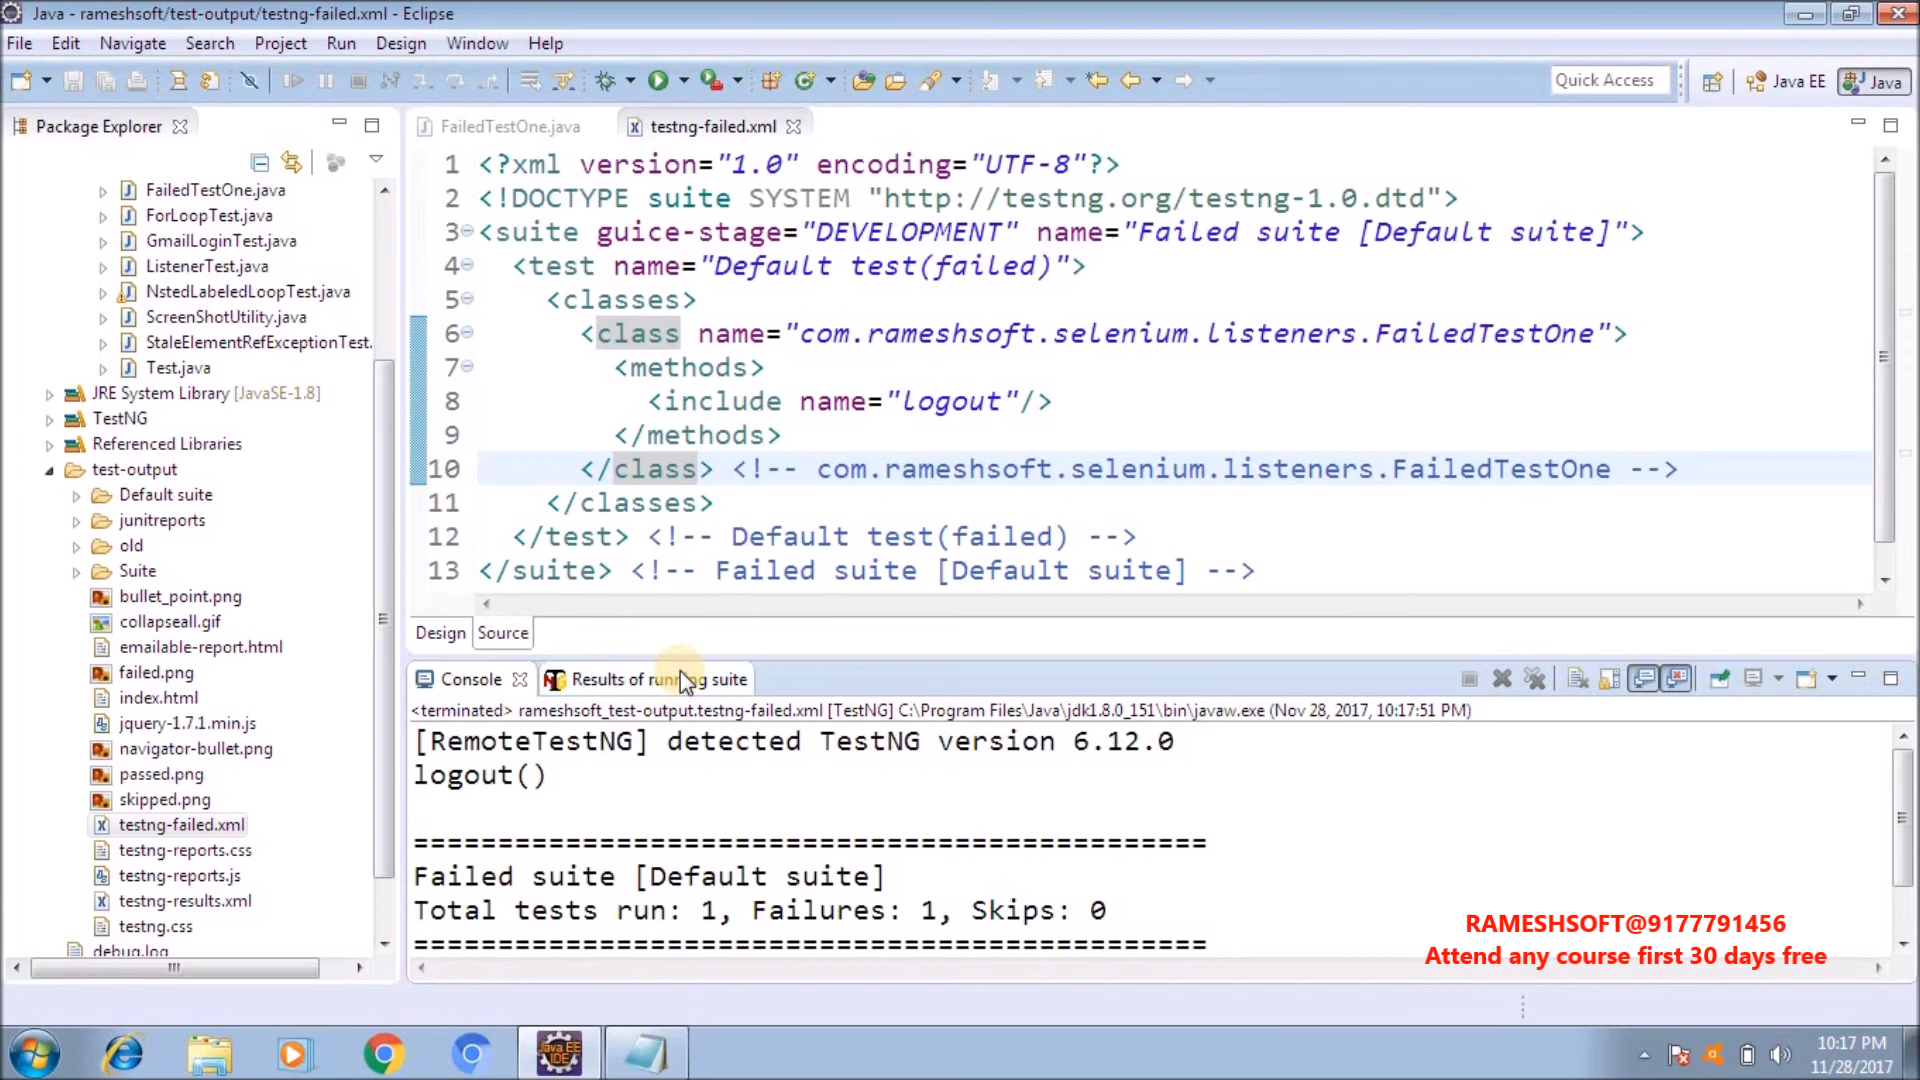 Java - rameshsoft/test-output/testng-failed.xml - Eclipse
File Edit Navigate Search Project Run Design Window Help
Quick Access
Java EE
Java
Package Explorer
FailedTestOne.java
ForLoopTest.java
GmailLoginTest.java
ListenerTest.java
NstedLabeledLoopTest.java
ScreenShotUtility.java
StaleElementRefExceptionTest.
Test.java
JRE System Library [JavaSE-1.8]
TestNG
Referenced Libraries
test-output
Default suite
junitreports
old
Suite
bullet_point.png
collapseall.gif
emailable-report.html
failed.png
index.html
jquery-1.7.1.min.js
navigator-bullet.png
passed.png
skipped.png
testng-failed.xml
testng-reports.css
testng-reports.js
testng-results.xml
testng.css
debug.log
FailedTestOne.java
testng-failed.xml
1 <?xml version="1.0" encoding="UTF-8"?>
2 <!DOCTYPE suite SYSTEM "http://testng.org/testng-1.0.dtd">
3 <suite guice-stage="DEVELOPMENT" name="Failed suite [Default suite]">
4 <test name="Default test(failed)">
5 <classes>
6 <class name="com.rameshsoft.selenium.listeners.FailedTestOne">
7 <methods>
8 <include name="logout"/>
9 </methods>
10 </class> <!-- com.rameshsoft.selenium.listeners.FailedTestOne -->
11 </classes>
12 </test> <!-- Default test(failed) -->
13 </suite> <!-- Failed suite [Default suite] -->
Design Source
Console
Results of running suite
<terminated> rameshsoft_test-output.testng-failed.xml [TestNG] C:\Program Files\Java\jdk1.8.0_151\bin\javaw.exe (Nov 28, 2017, 10:17:51 PM)
[RemoteTestNG] detected TestNG version 6.12.0
logout()
===============================================
Failed suite [Default suite]
Total tests run: 1, Failures: 1, Skips: 0
===============================================
RAMESHSOFT@9177791456
Attend any course first 30 days free
Java EE
IDE
10:17 PM
11/28/2017